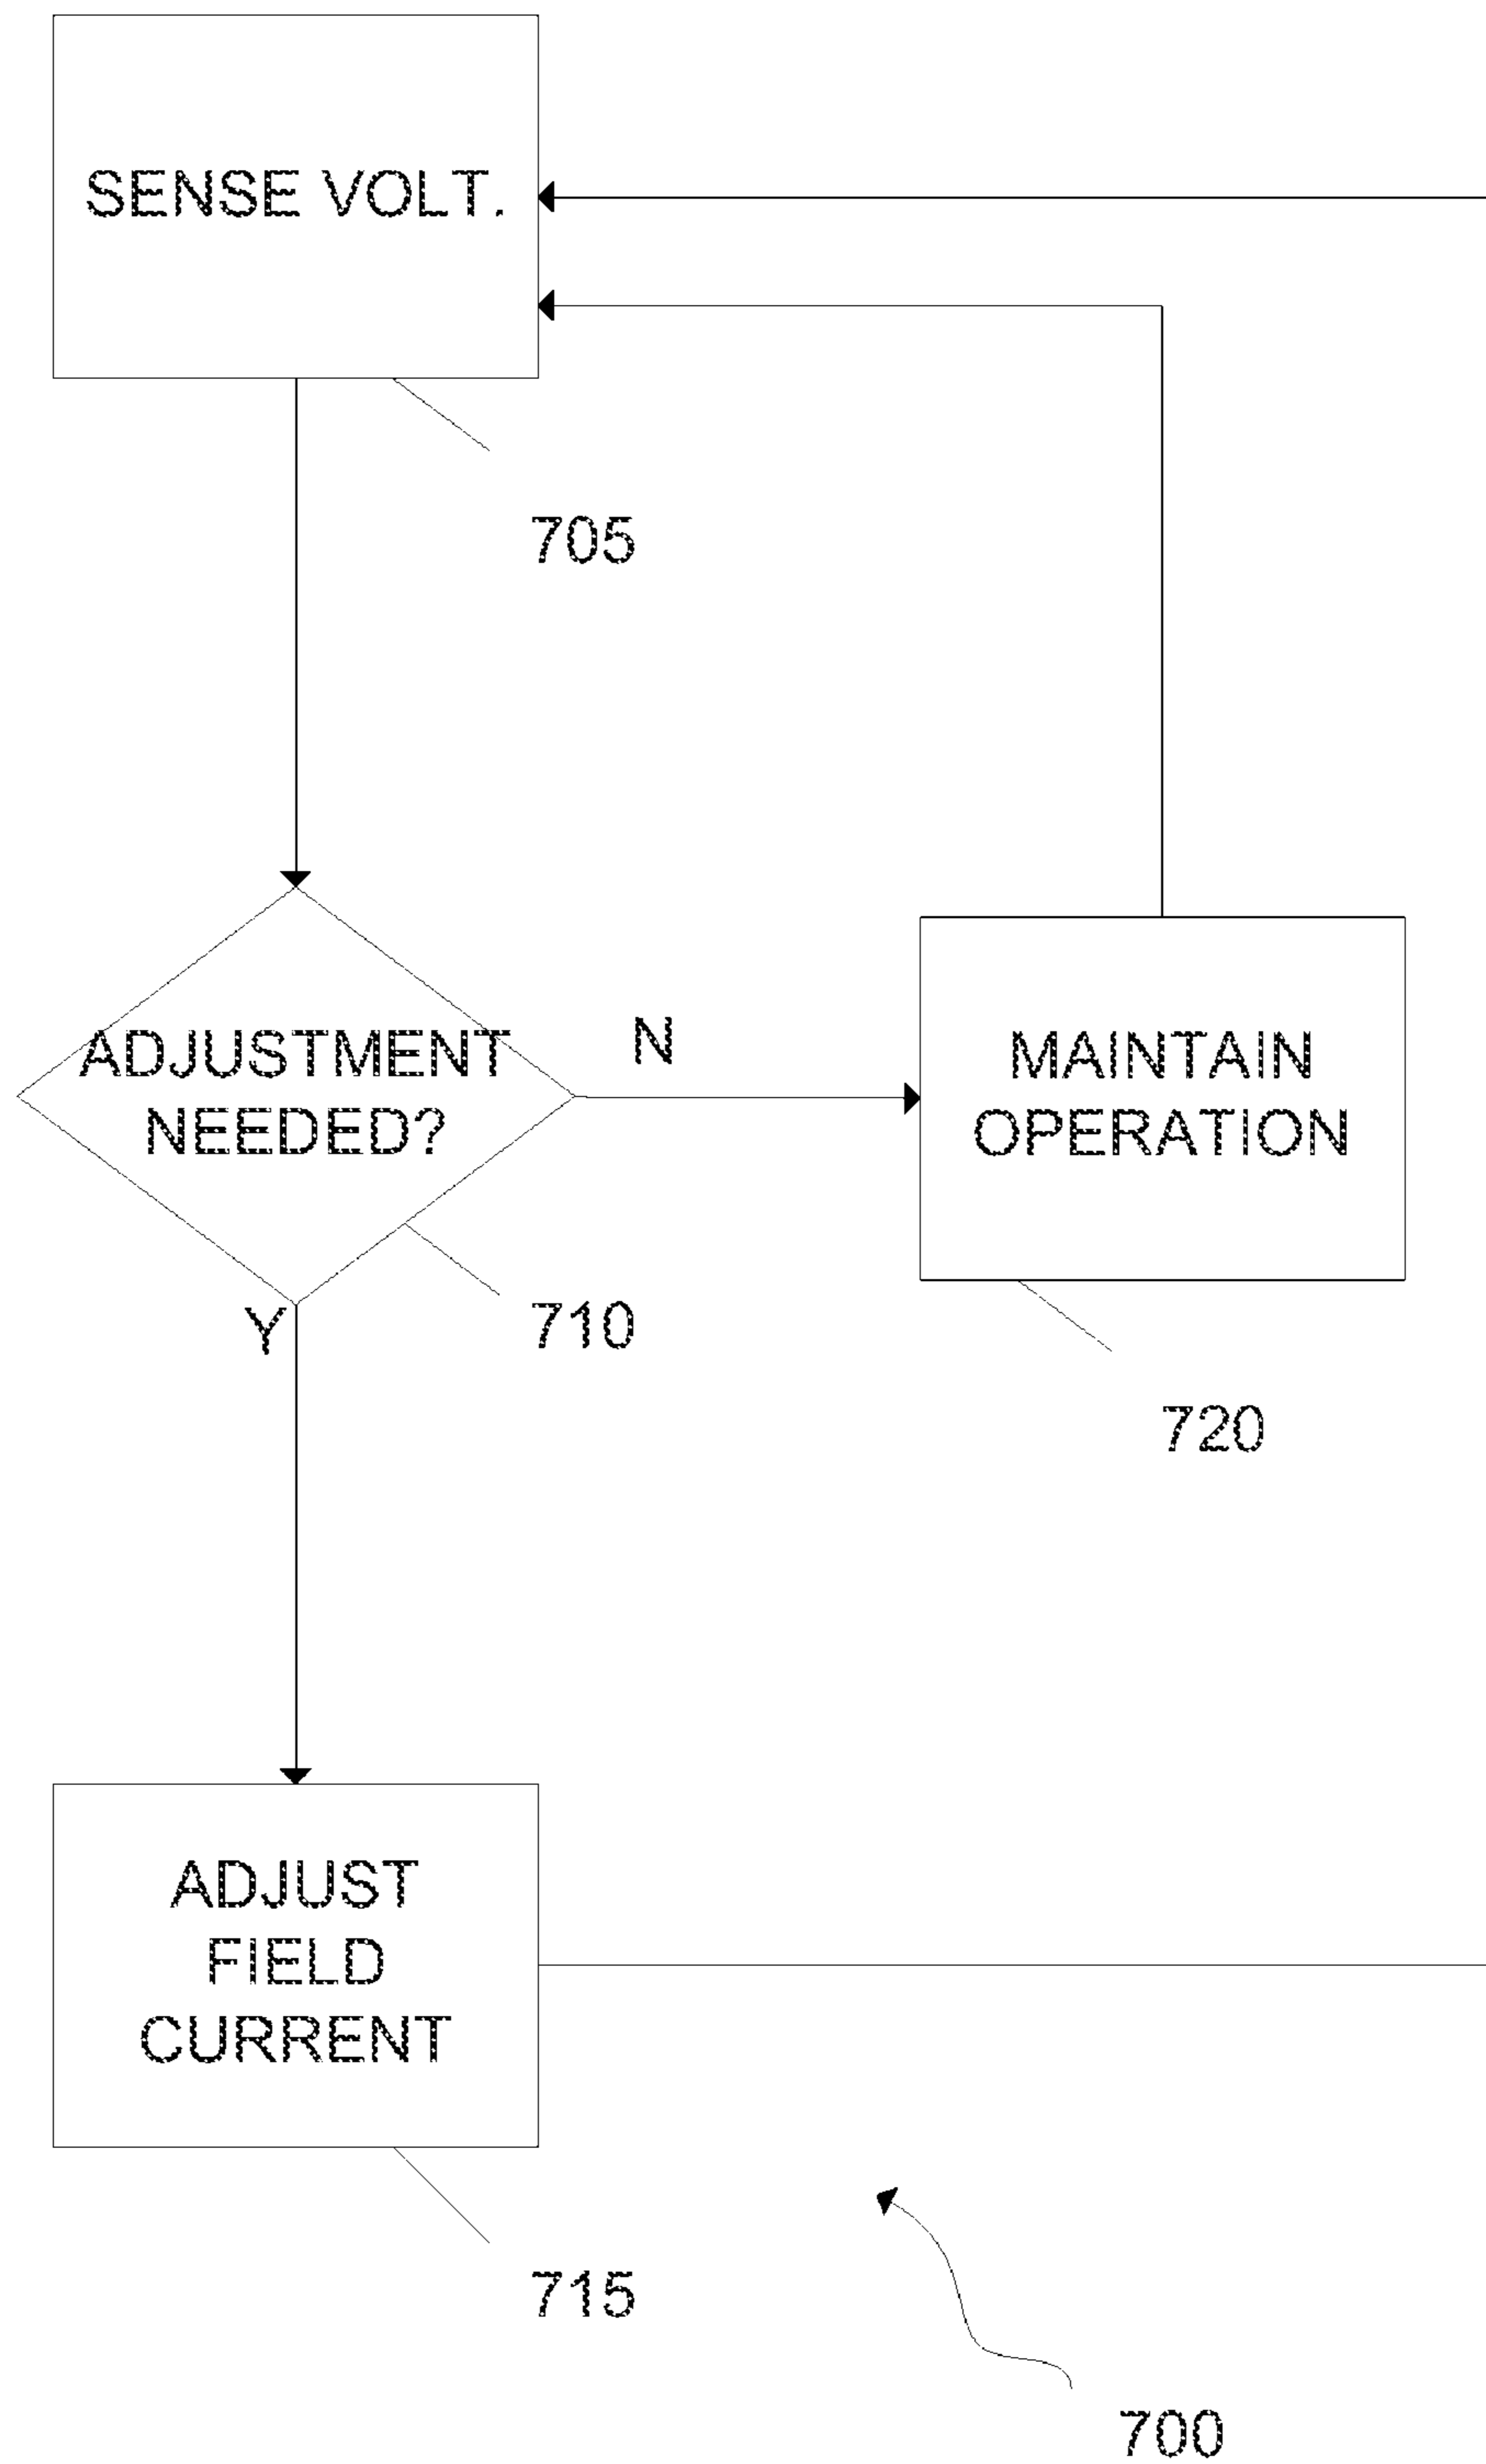 SENSE VOLT.
705
ADJUSTMENT
NEEDED?
N
MAINTAIN
OPERATION
Y
710
720
ADJUST
FIELD
CURRENT
715
700